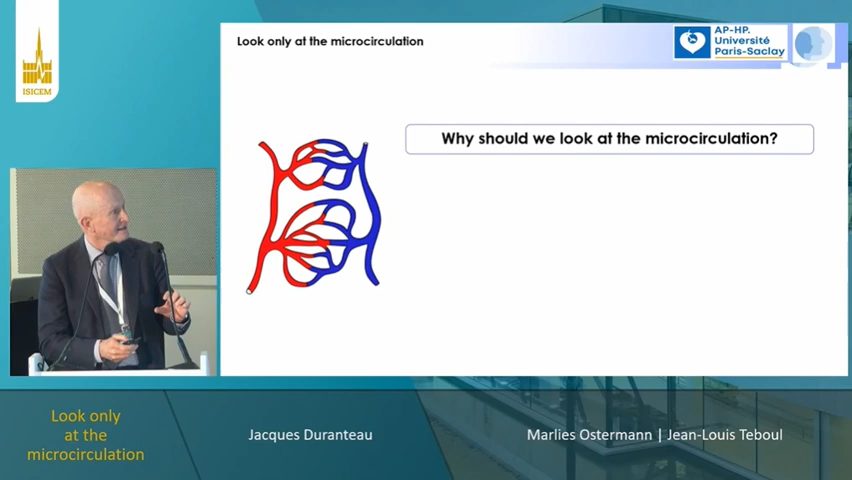 Look only at the microcirculation
AP-HP.
Université
Paris-Saclay
ISICEM
Why should we look at the microcirculation?
Look only
at the
microcirculation
Jacques Duranteau
Marlies Ostermann | Jean-Louis Teboul